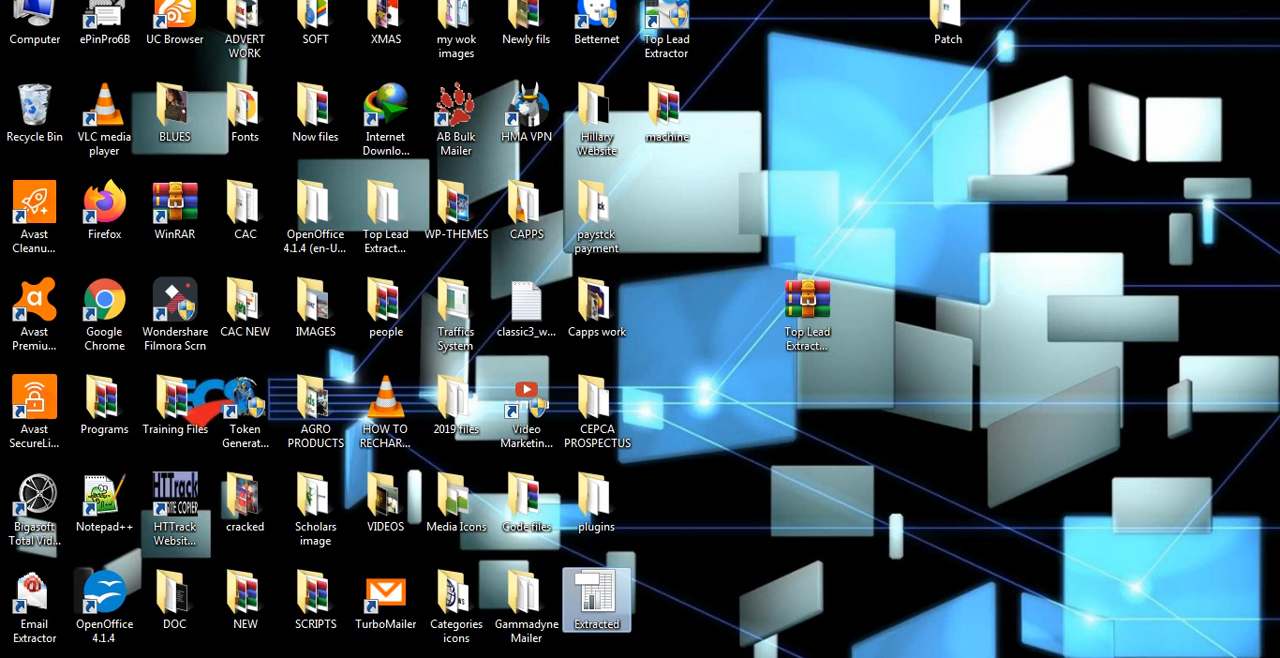 Computer
ePinPro6B
UC Browser
ADVERT
WORK
SOFT
XMAS
my wok
images
Newly fils
Betternet
Top Lead
Extractor
Patch
Recycle Bin
VLC media
player
BLUES
Fonts
Now files
Internet
Downlo...
AB Bulk
Mailer
HMA VPN
Hillary
Website
machine
Avast
Cleanu...
Firefox
WinRAR
CAC
OpenOffice
4.1.4 (en-U...
Top Lead
Extract...
WP-THEMES
CAPPS
paystck
payment
Avast
Premiu...
Google
Chrome
Wondershare
Filmora Scrn
CAC NEW
IMAGES
people
Traffics
System
classic3_w...
Capps work
Top Lead
Extract...
Avast
SecureLi...
Programs
Training Files
Token
Generat...
AGRO
PRODUCTS
HOW TO
RECHAR...
2019 files
Video
Marketin...
CEPCA
PROSPECTUS
Bigasoft
Total Vid...
Notepad++
HTTrack
Websit...
cracked
Scholars
image
VIDEOS
Media Icons
Code files
plugins
Email
Extractor
OpenOffice
4.1.4
DOC
NEW
SCRIPTS
TurboMailer
Categories
icons
Gammadyne
Mailer
Extracted